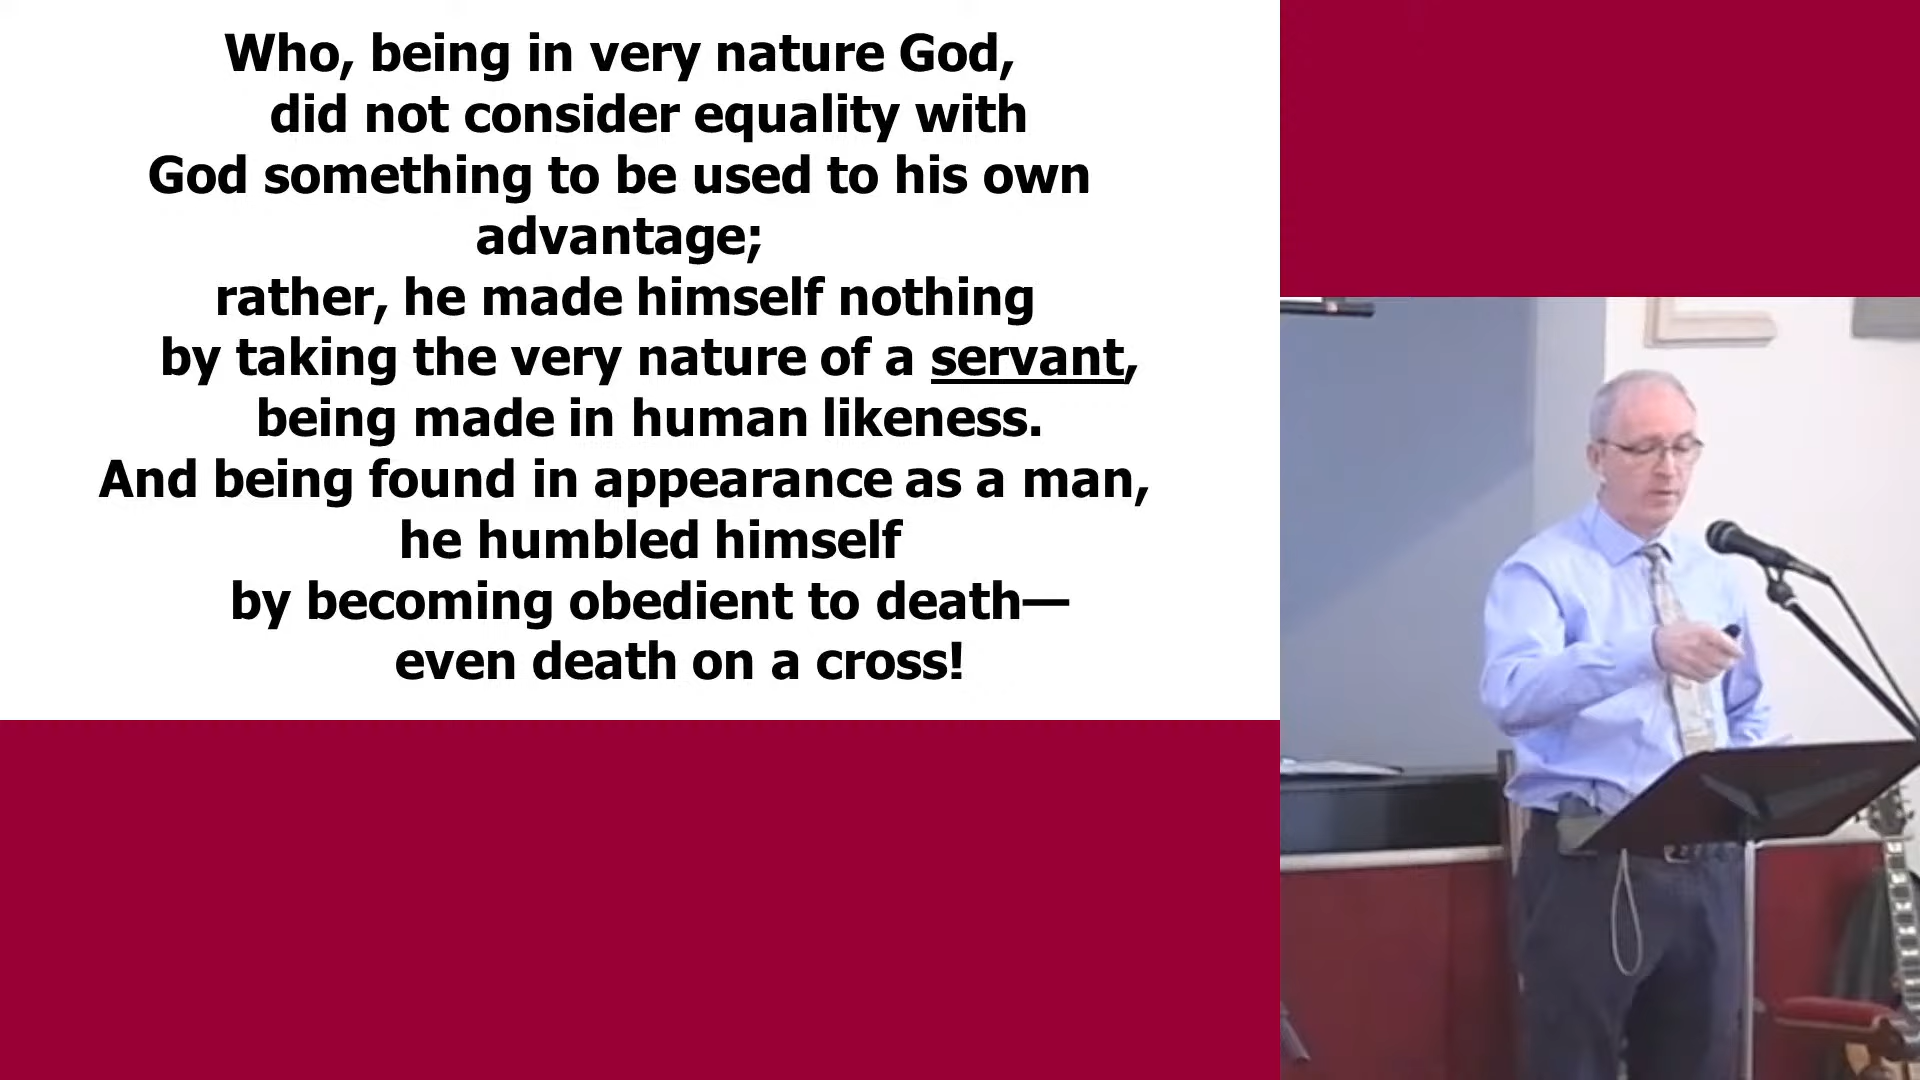 Who, being in very nature God,
did not consider equality with
God something to be used to his own
advantage;
rather, he made himself nothing
by taking the very nature of a servant,
being made in human likeness.
And being found in appearance as a man,
he humbled himself
by becoming obedient to death—
even death on a cross!